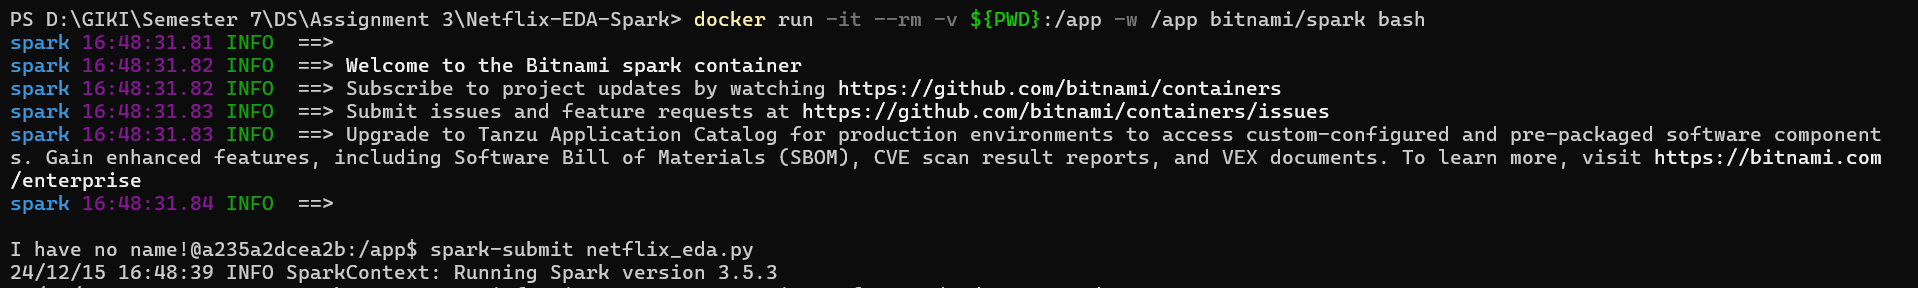 PS D:\GIKI\Semester 7\DS\Assignment 3\Netflix-EDA-Spark> docker run -it --rm -v ${PWD}:/app -w /app bitnami/spark bash
spark 16:48:31.81 INFO  ==>
spark 16:48:31.82 INFO  ==> Welcome to the Bitnami spark container
spark 16:48:31.82 INFO  ==> Subscribe to project updates by watching https://github.com/bitnami/containers
spark 16:48:31.83 INFO  ==> Submit issues and feature requests at https://github.com/bitnami/containers/issues
spark 16:48:31.83 INFO  ==> Upgrade to Tanzu Application Catalog for production environments to access custom-configured and pre-packaged software component
s. Gain enhanced features, including Software Bill of Materials (SBOM), CVE scan result reports, and VEX documents. To learn more, visit https://bitnami.com
/enterprise
spark 16:48:31.84 INFO  ==>
I have no name!@a235a2dcea2b:/app$ spark-submit netflix_eda.py
24/12/15 16:48:39 INFO SparkContext: Running Spark version 3.5.3